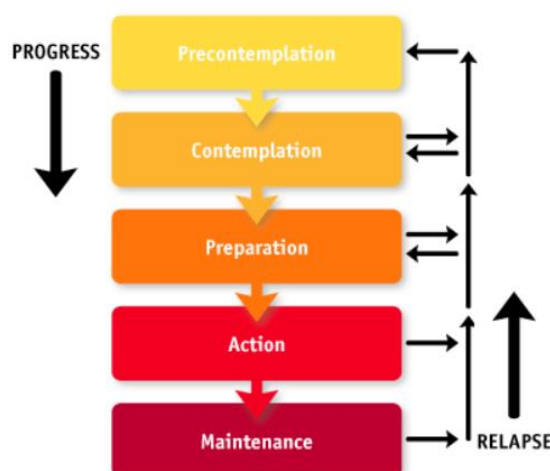 PROGRESS
Precontemplation
Contemplation
Preparation
Action
Maintenance
RELAPSE